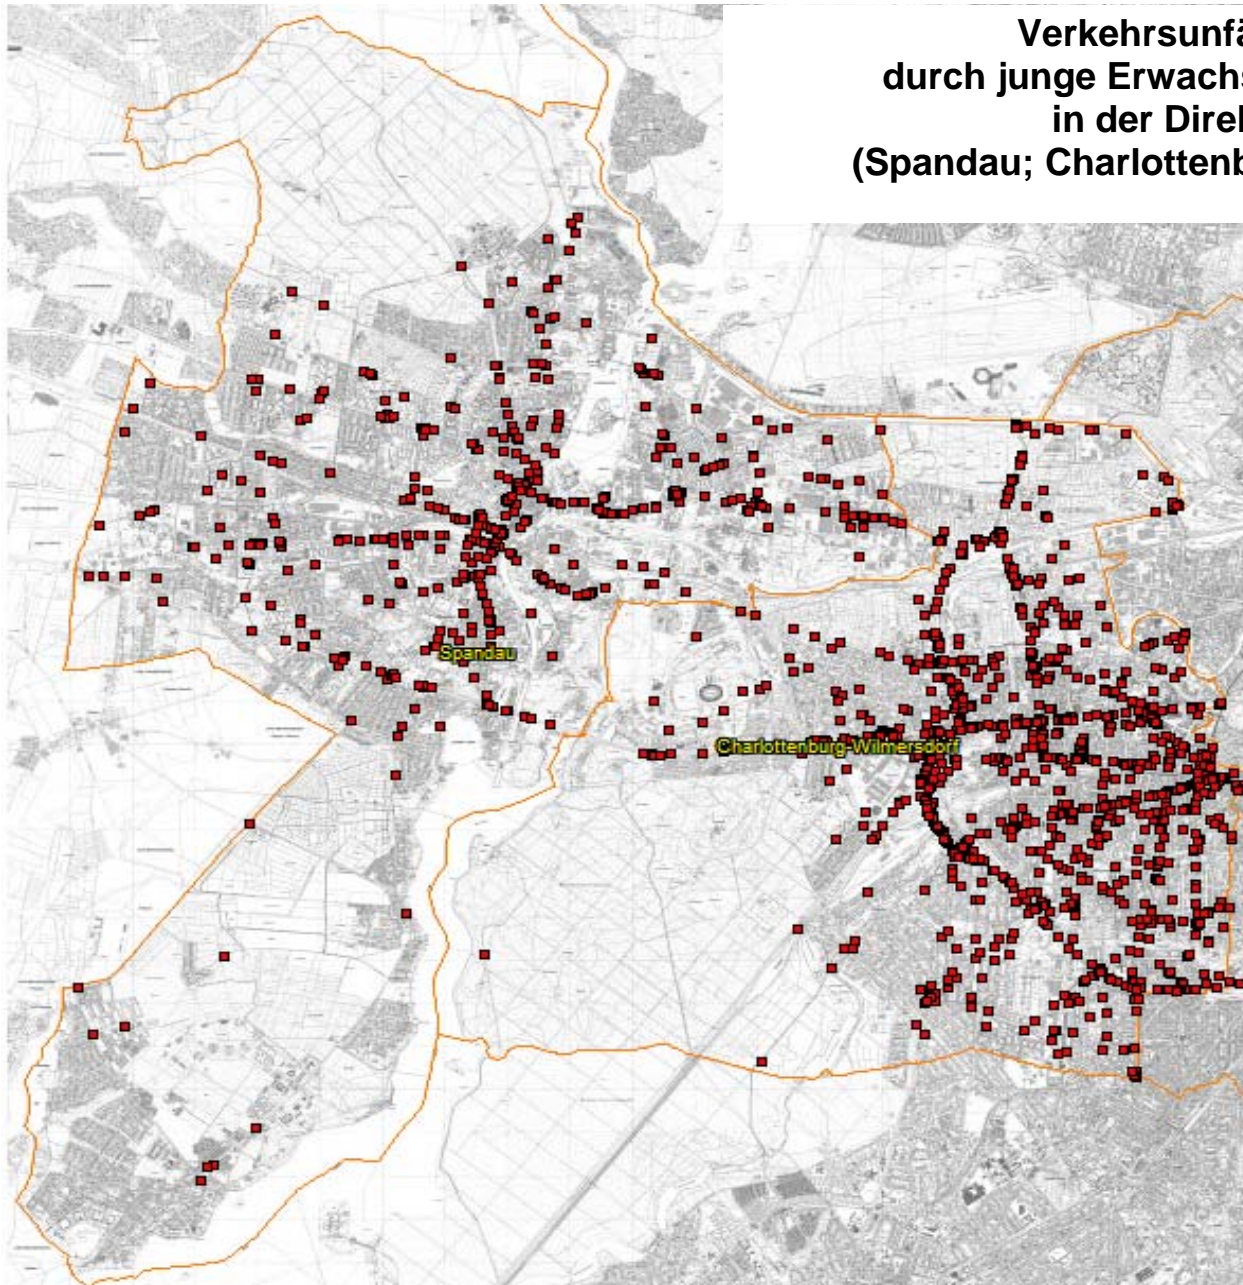 Verkehrsunfä
durch junge Erwachs
in der Direk
(Spandau; Charlottenb
Spandau
Charlottenburg-Wilmersdorf